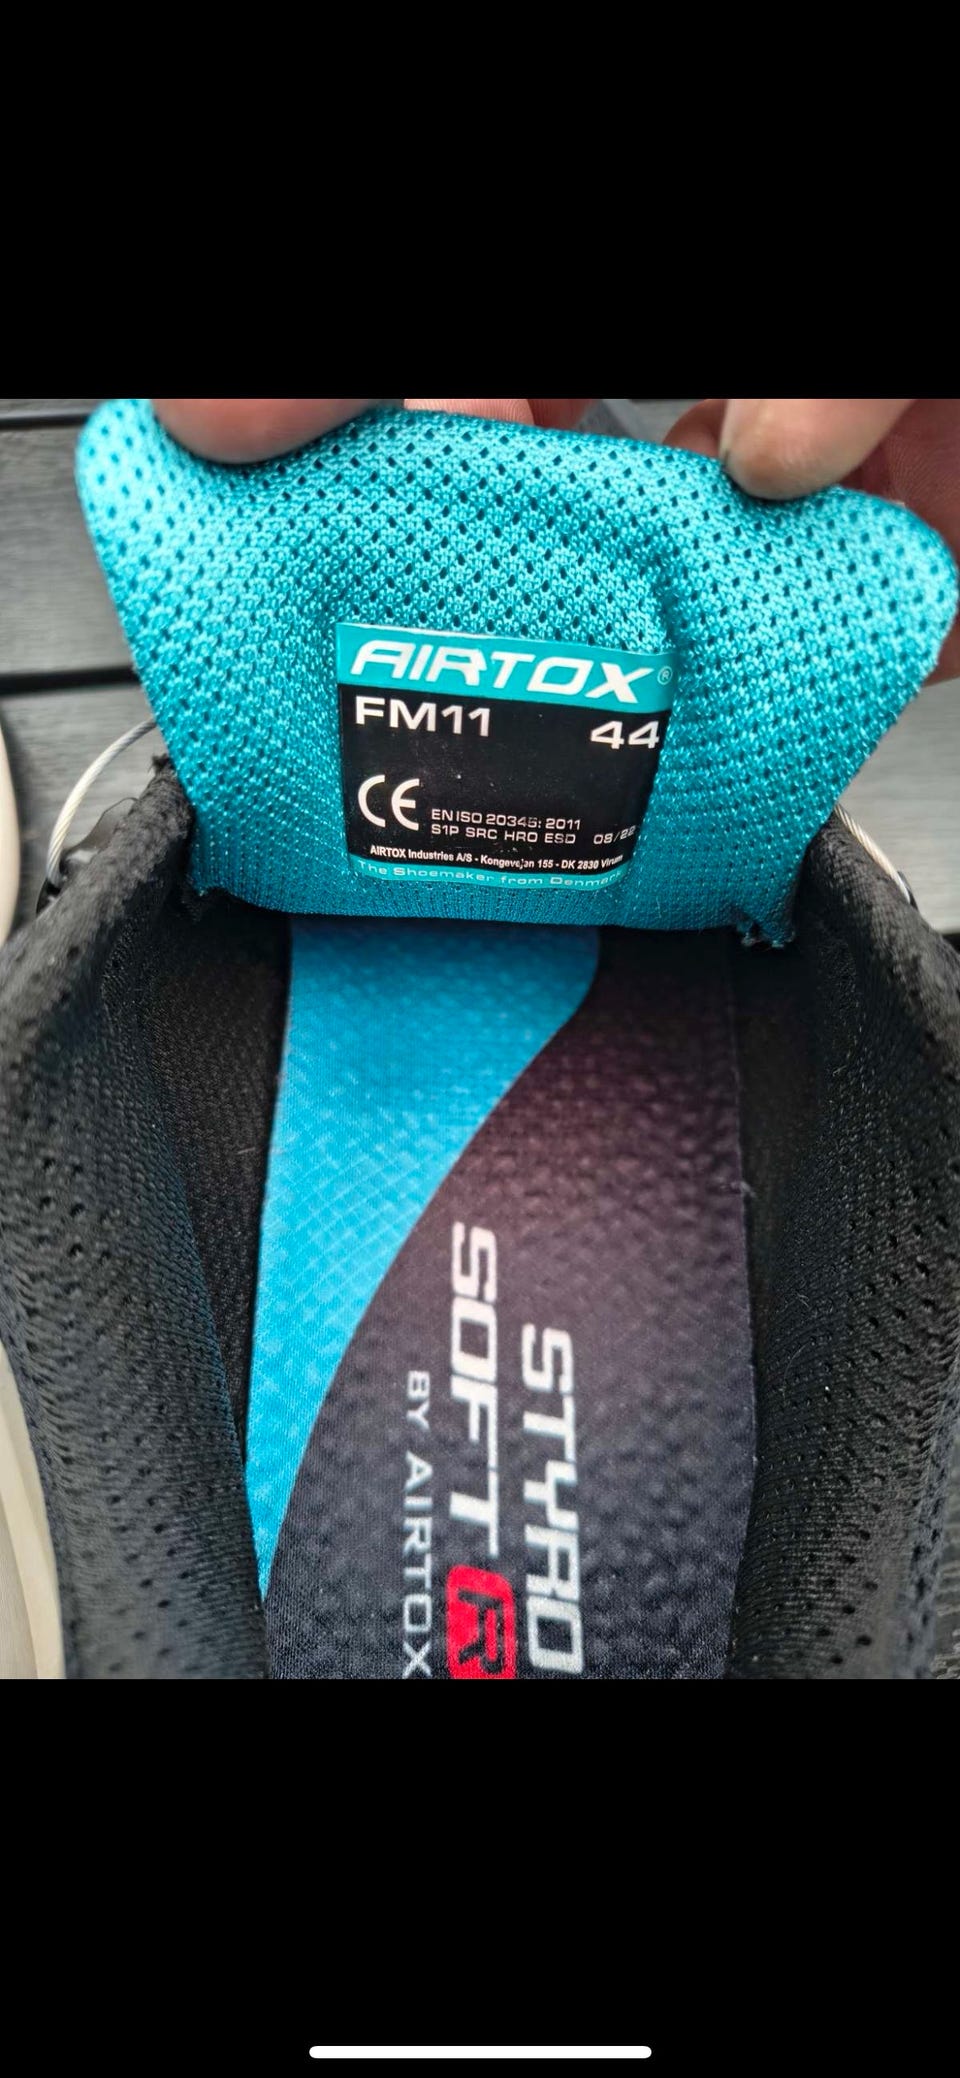 AIRTOX®
FM11 44
CE EN ISO 20345: 2011
S1P SRC HRO ESD 08/22
AIRTOX Industries A/S - Kongevejan 155 - DK 2830 Virum
The Shoemaker from Denmark
STYRO
SOFT R
BY AIRTOX